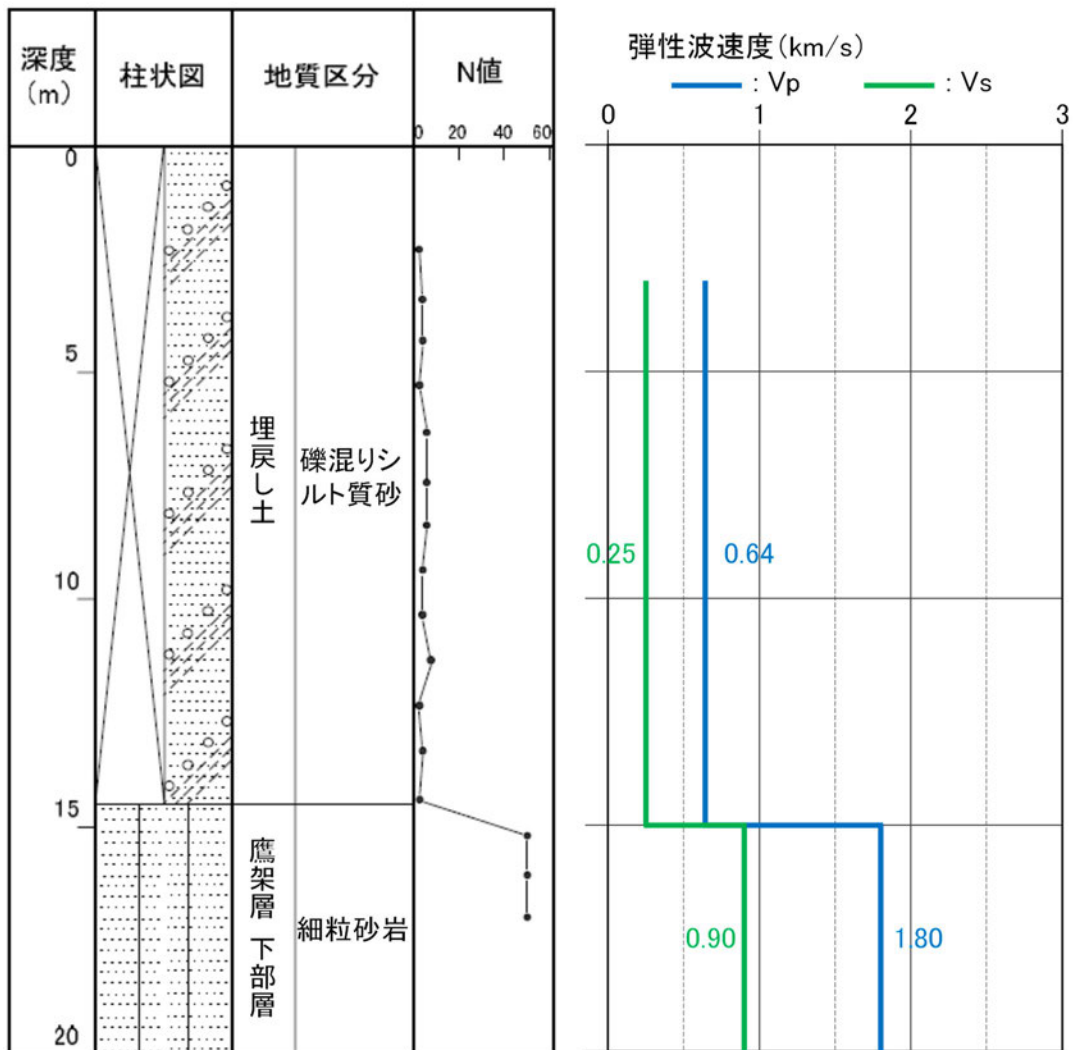 深度
(m)
柱状図
地質区分
N値
0 20 40 60
弾性波速度(km/s)
: Vp
: Vs
0 1 2 3
0
5
10
15
20
埋戻し土
礫混りシ
ルト質砂
鷹架層 下部層
細粒砂岩
0.25
0.64
0.90
1.80